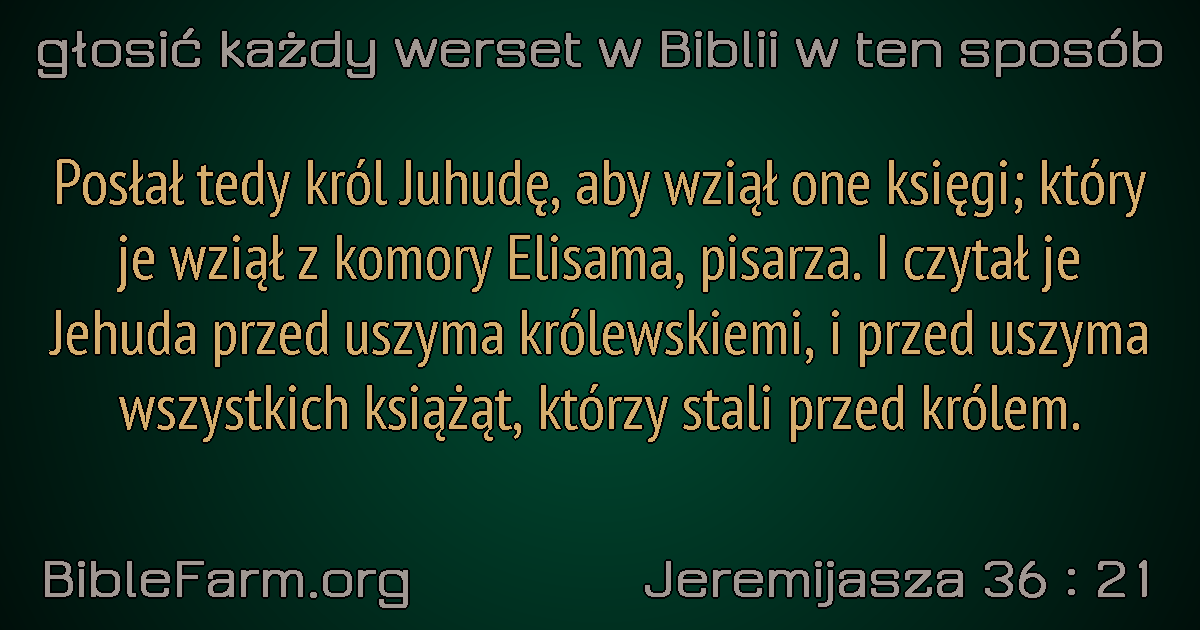 głosić każdy werset w Biblii w ten sposób
Posłał tedy król Juhudę, aby wziął one księgi; który
je wziął z komory Elisama, pisarza. I czytał je
Jehuda przed uszyma królewskiemi, i przed uszyma
wszystkich książąt, którzy stali przed królem.
BibleFarm.org
Jeremijasza 36 : 21